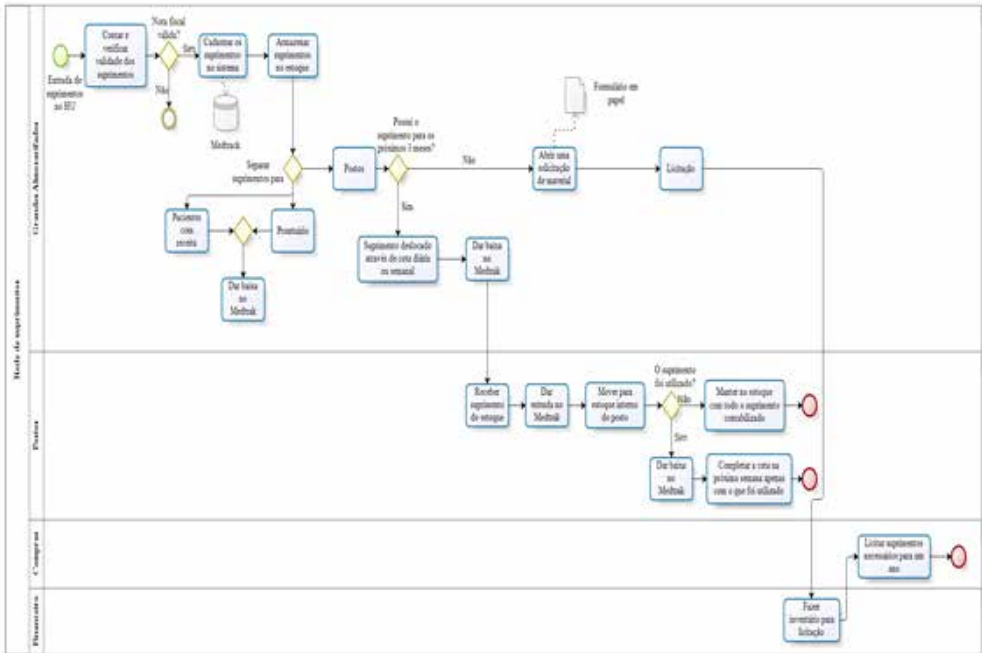 Rede de suprimentos
Grandes Almoxarifados
Postos
Compras
Financeiro
Entrada de
suprimentos
no HU
Contar e
verificar
validade dos
suprimentos
Nota fiscal
válida?
Sim
Não
Cadastrar os
suprimentos
no sistema
Medtrack
Armazenar
suprimentos
no estoque
Separar
suprimentos para
Pacientes
com
receita
Prontuário
Dar baixa
no
Medtrak
Postos
Possui o
suprimento para os
próximos 3 meses?
Não
Sim
Suprimento deslocado
através de cota diária
ou semanal
Dar baixa
no
Medtrak
Formulário em
papel
Abrir uma
solicitação
de material
Licitação
Receber
suprimento
do estoque
Dar
entrada no
Medtrak
Mover para
estoque interno
do posto
O suprimento
foi utilizado?
Não
Sim
Manter no estoque
com todo o suprimento
contabilizado
Dar baixa
no
Medtrak
Completar a cota na
próxima semana apenas
com o que foi utilizado
Licitar suprimentos
necessários para um
ano
Fazer
inventário para
licitação